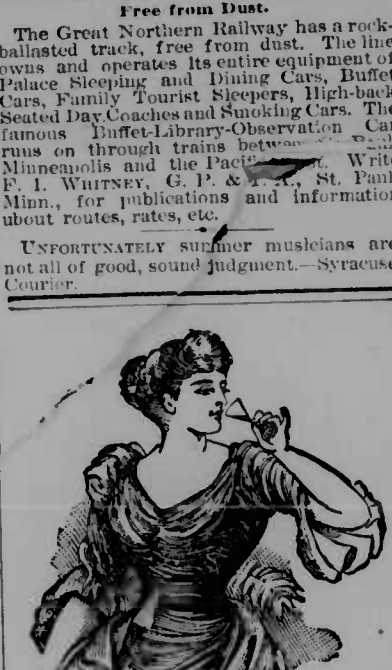 Free from Dust.
The Great Northern Railway has a rock-
ballasted track, free from dust. The line
owns and operates its entire equipment of
Palace Sleeping and Dining Cars, Buffet
Cars, Family Tourist Sleepers, High-back
Seated Day Coaches and Smoking Cars. The
famous Buffet-Library-Observation Car
runs on through trains
Minneapolis and the Write
F. I. WHITNEY, G. P. & St. Paul
Minn., for publications and informatio
about routes, rates, etc.
UNFORTUNATELY summer musicians are
not all of good, sound judgment.—Syracuse
Courier.